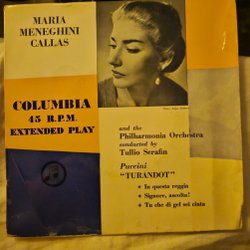 MARIA
MENEGHINI
CALLAS
COLUMBIA
45 R.P.M.
EXTENDED PLAY
and the
Philharmonia Orchestra
conducted by
Tullio Serafin
Puccini
"TURANDOT"
• In questa reggia
• Signore, ascolta!
• Tu che di gel sei cinta